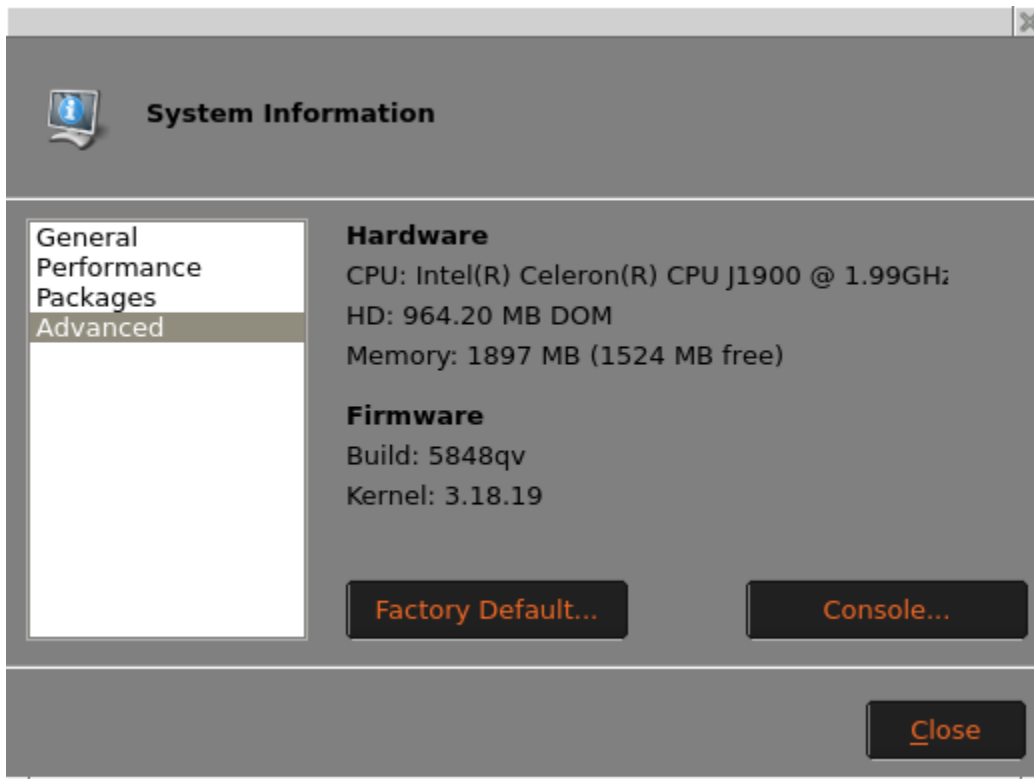 System Information
General
Performance
Packages
Advanced
Hardware
CPU: Intel(R) Celeron(R) CPU J1900 @ 1.99GHz
HD: 964.20 MB DOM
Memory: 1897 MB (1524 MB free)
Firmware
Build: 5848qv
Kernel: 3.18.19
Factory Default...
Console...
Close